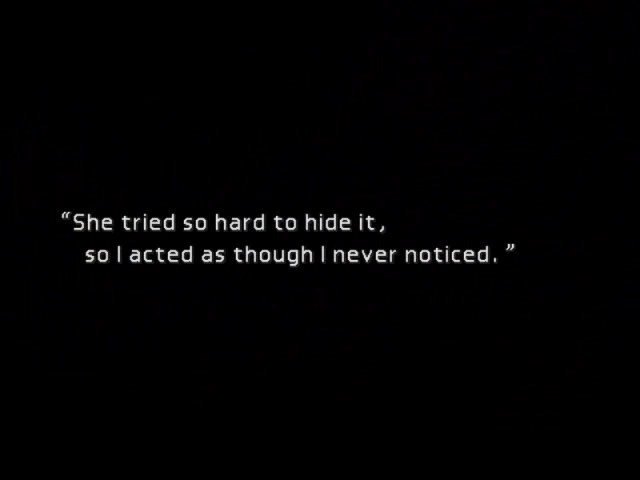 “She tried so hard to hide it,
so I acted as though I never noticed.”